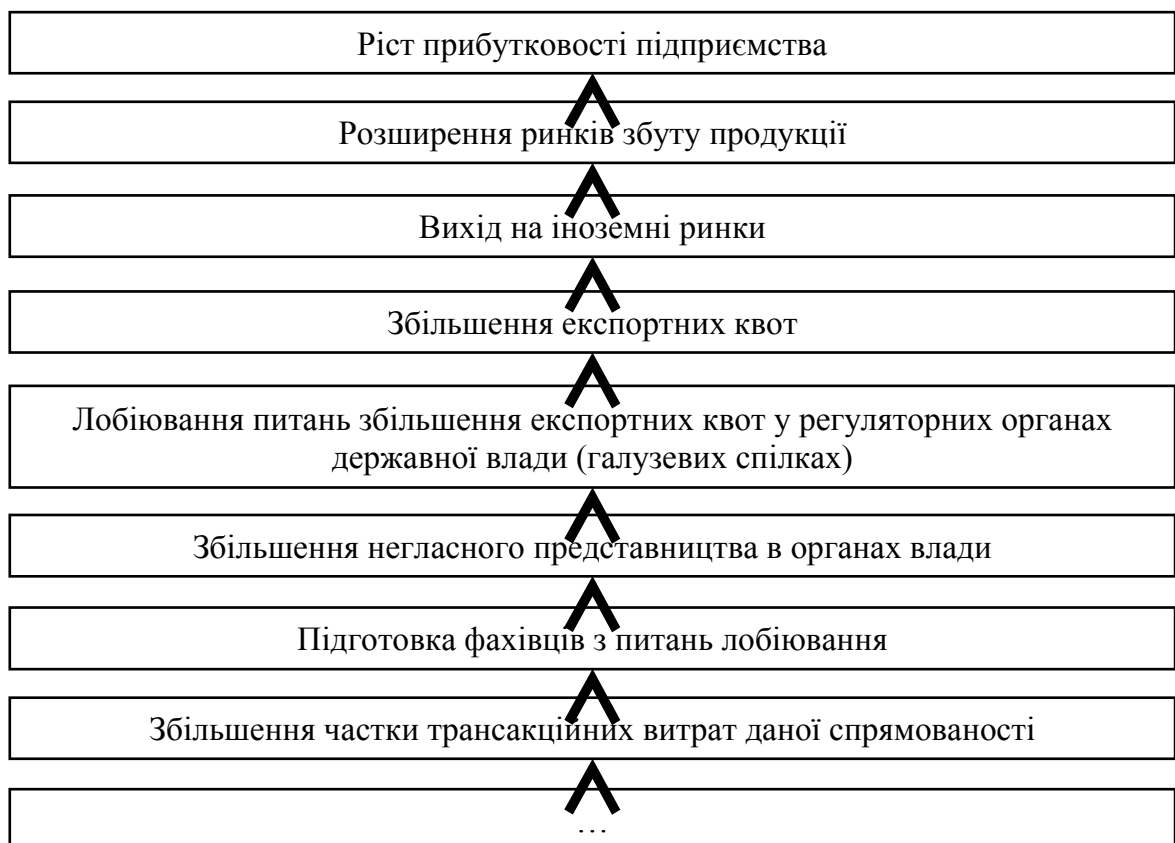 Ріст прибутковості підприємства
Розширення ринків збуту продукції
Вихід на іноземні ринки
Збільшення експортних квот
Лобіювання питань збільшення експортних квот у регуляторних органах
державної влади (галузевих спілках)
Збільшення негласного представництва в органах влади
Підготовка фахівців з питань лобіювання
Збільшення частки трансакційних витрат даної спрямованості
…